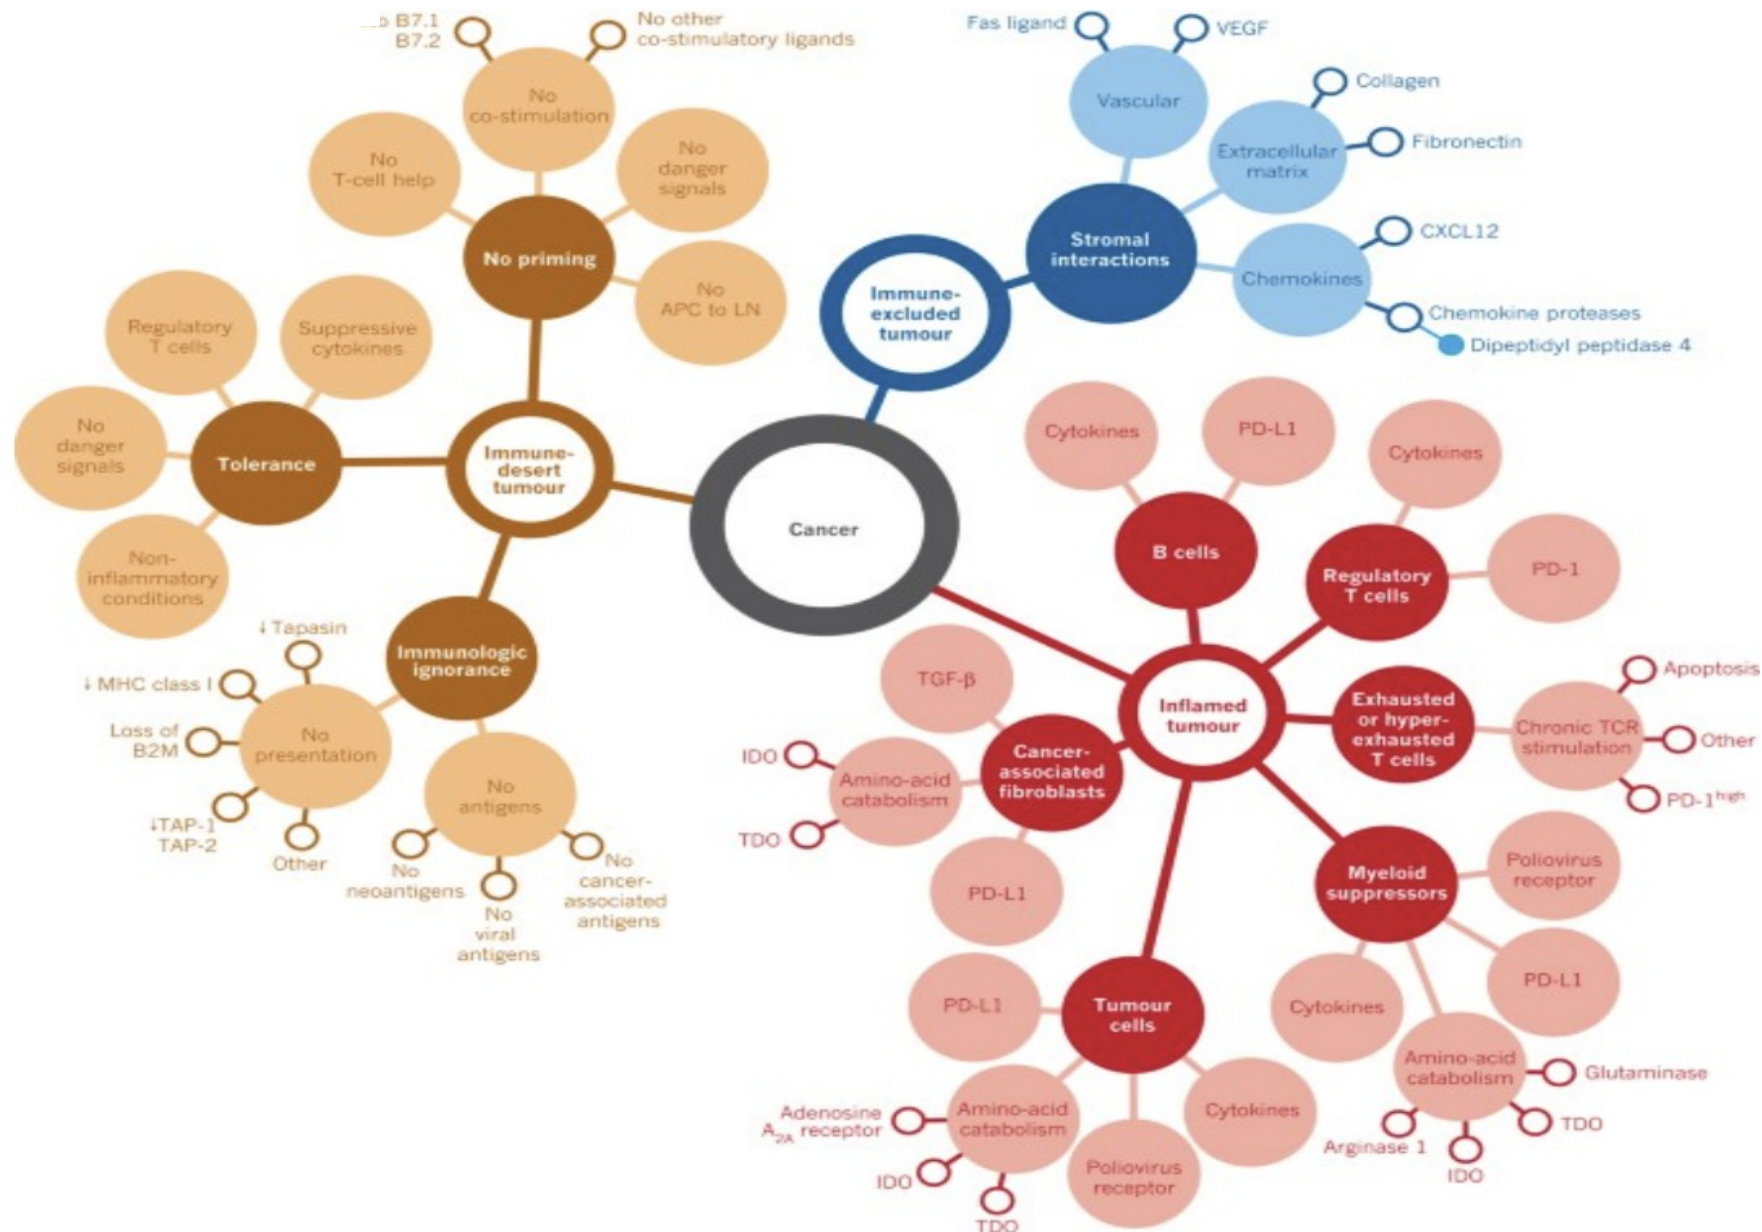 B7.1
B7.2
No other
co-stimulatory ligands
No
co-stimulation
No
T-cell help
No
danger
signals
No priming
No
APC to LN
Regulatory
T cells
Suppressive
cytokines
No
danger
signals
Tolerance
Non-
inflammatory
conditions
Immune-
desert
tumour
Immunologic
ignorance
↓ Tapasin
↓ MHC class I
Loss of
B2M
No
presentation
↓TAP-1
TAP-2
Other
No
antigens
No
neoantigens
No
viral
antigens
No
cancer-
associated
antigens
Cancer
Immune-
excluded
tumour
Stromal
interactions
Fas ligand
VEGF
Vascular
Collagen
Extracellular
matrix
Fibronectin
Chemokines
CXCL12
Chemokine proteases
Dipeptidyl peptidase 4
Inflamed
tumour
B cells
Cytokines
PD-L1
Regulatory
T cells
Cytokines
PD-1
Exhausted
or hyper-
exhausted
T cells
Chronic TCR
stimulation
Apoptosis
Other
PD-1high
Myeloid
suppressors
Poliovirus
receptor
PD-L1
Cytokines
Amino-acid
catabolism
Glutaminase
TDO
IDO
Arginase 1
Cancer-
associated
fibroblasts
TGF-β
Amino-acid
catabolism
IDO
TDO
PD-L1
Tumour
cells
PD-L1
Amino-acid
catabolism
Adenosine
A2A receptor
IDO
TDO
Poliovirus
receptor
Cytokines